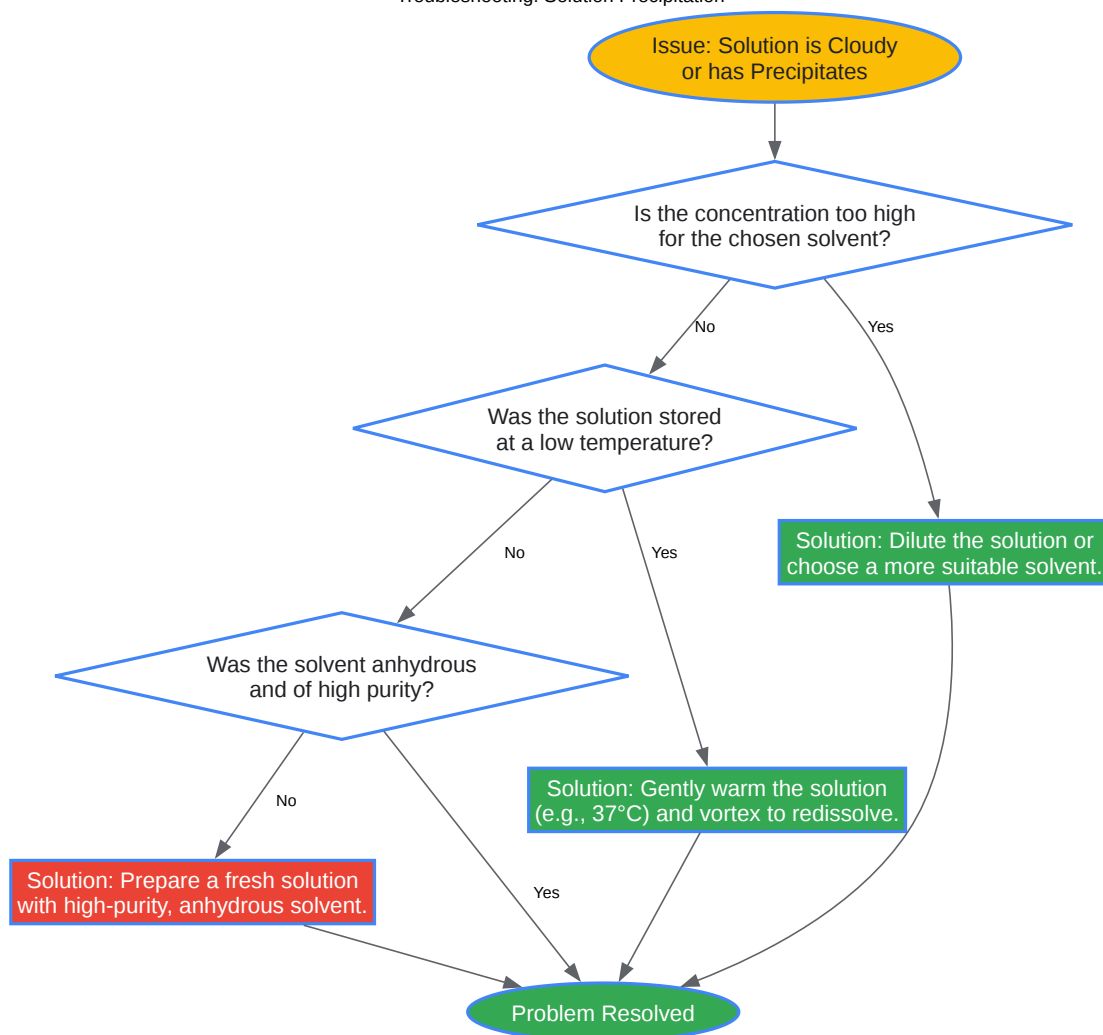 Troubleshooting: Solution Precipitation
Issue: Solution is Cloudy
or has Precipitates
Is the concentration too high
for the chosen solvent?
No
Yes
Was the solution stored
at a low temperature?
No
Yes
Solution: Dilute the solution or
choose a more suitable solvent.
Was the solvent anhydrous
and of high purity?
No
Yes
Solution: Gently warm the solution
(e.g., 37°C) and vortex to redissolve.
Solution: Prepare a fresh solution
with high-purity, anhydrous solvent.
Problem Resolved